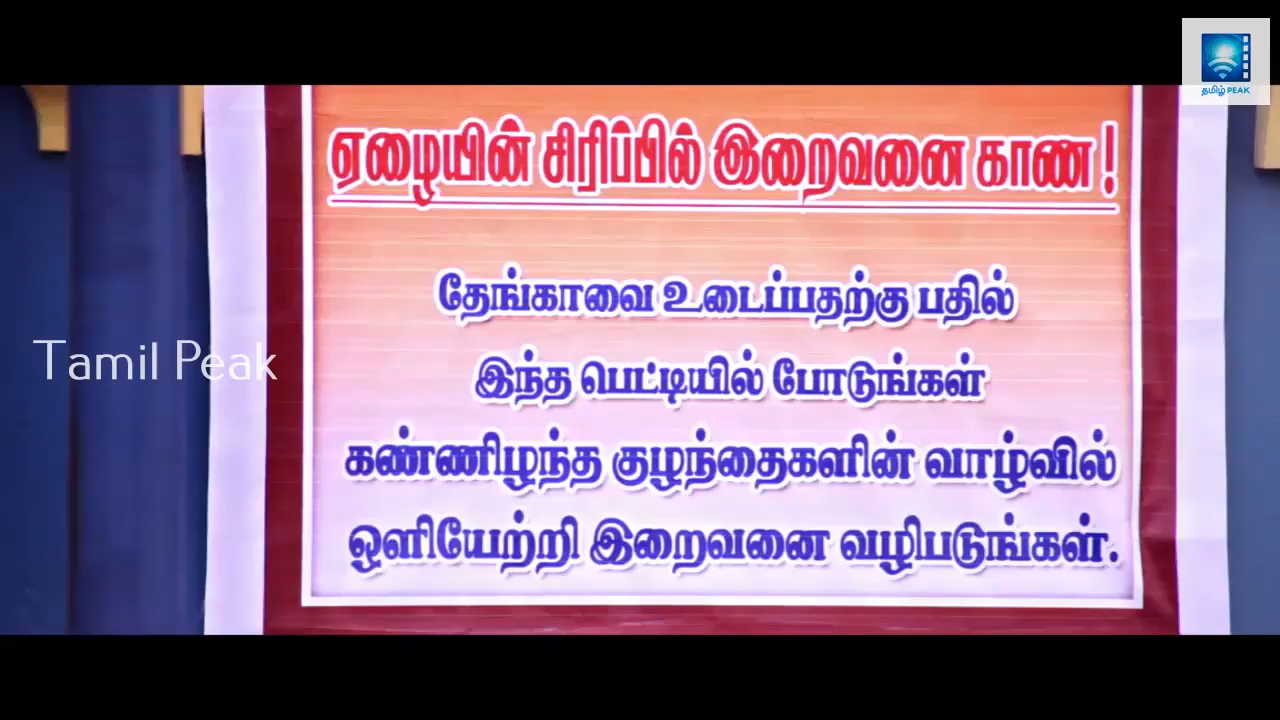 தமிழ் PEAK
ஏழையின் சிரிப்பில் இறைவனை காண !
தேங்காவை உடைப்பதற்கு பதில்
இந்த பெட்டியில் போடுங்கள்
Tamil Peak
கண்ணிழந்த குழந்தைகளின் வாழ்வில்
ஒளியேற்றி இறைவனை வழிபடுங்கள்.